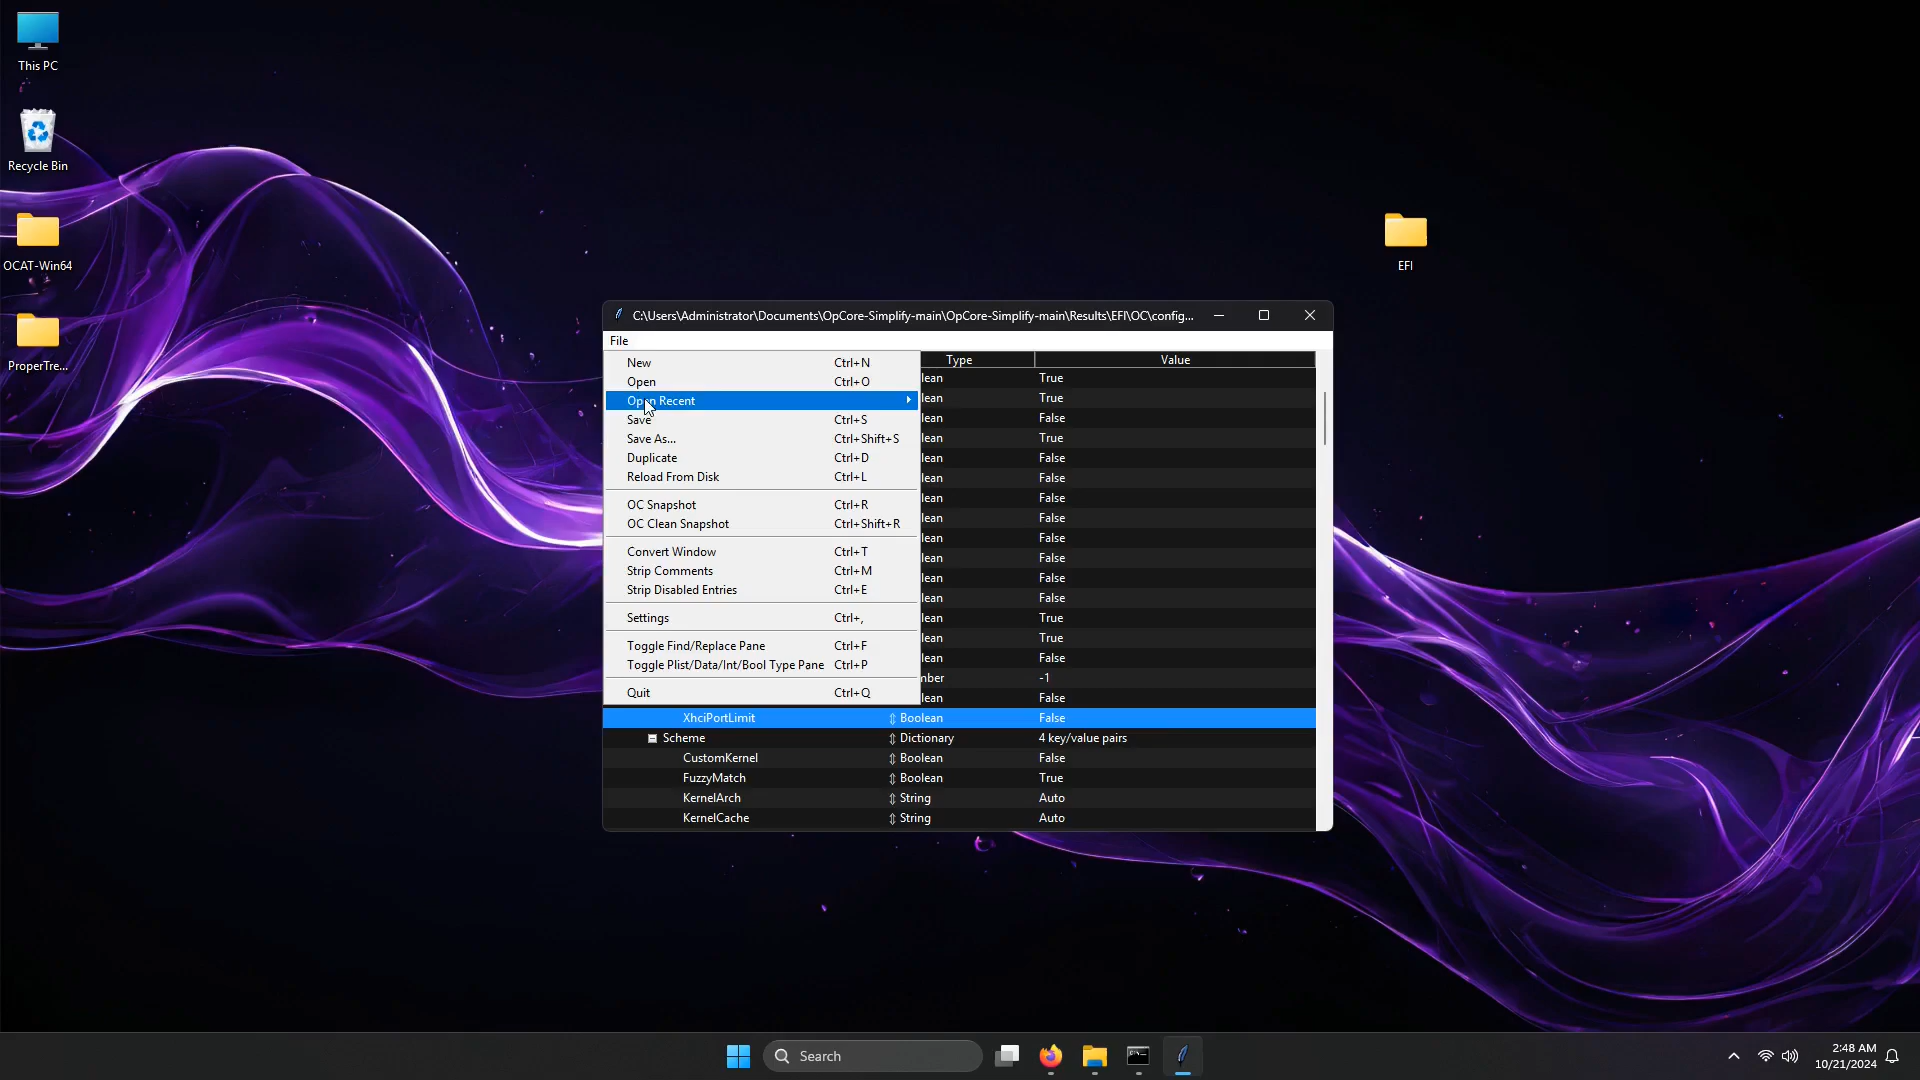 This PC
Recycle Bin
OCAT-Win64
ProperTre...
EFI
C:\Users\Administrator\Documents\OpCore-Simplify-main\OpCore-Simplify-main\Results\EFI\OC\config...
File
Type Value
New Ctrl+N
Open Ctrl+O
Open Recent
Save Ctrl+S
Save As... Ctrl+Shift+S
Duplicate Ctrl+D
Reload From Disk Ctrl+L
OC Snapshot Ctrl+R
OC Clean Snapshot Ctrl+Shift+R
Convert Window Ctrl+T
Strip Comments Ctrl+M
Strip Disabled Entries Ctrl+E
Settings Ctrl+,
Toggle Find/Replace Pane Ctrl+F
Toggle Plist/Data/Int/Bool Type Pane Ctrl+P
Quit Ctrl+Q
lean True
lean True
lean False
lean True
lean False
lean False
lean False
lean False
lean False
lean False
lean False
lean False
lean True
lean True
lean False
nber -1
lean False
XhciPortLimit Boolean False
Scheme Dictionary 4 key/value pairs
CustomKernel Boolean False
FuzzyMatch Boolean True
KernelArch String Auto
KernelCache String Auto
Search
2:48 AM
10/21/2024